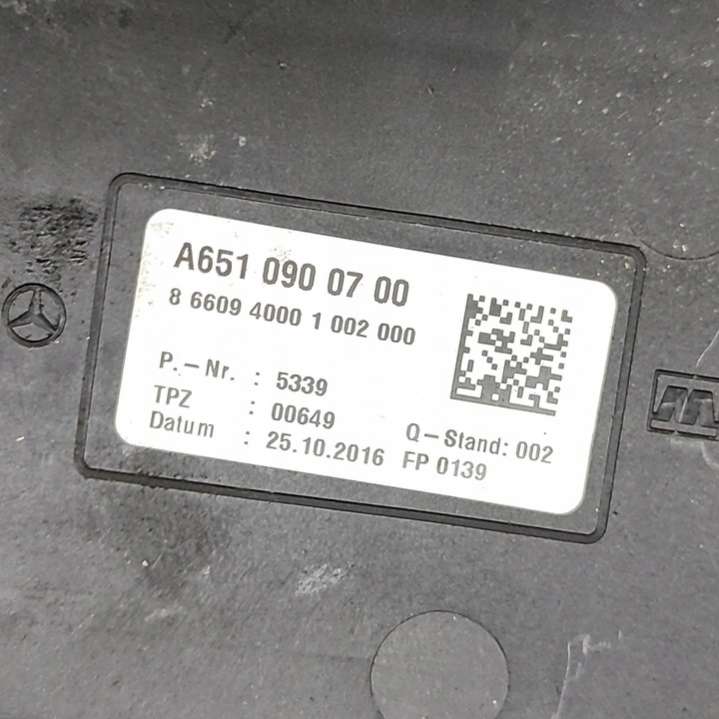 A651 090 07 00
8 6609 4000 1 002 000
P.-Nr. : 5339
TPZ : 00649
Q-Stand: 002
Datum : 25.10.2016 FP 0139